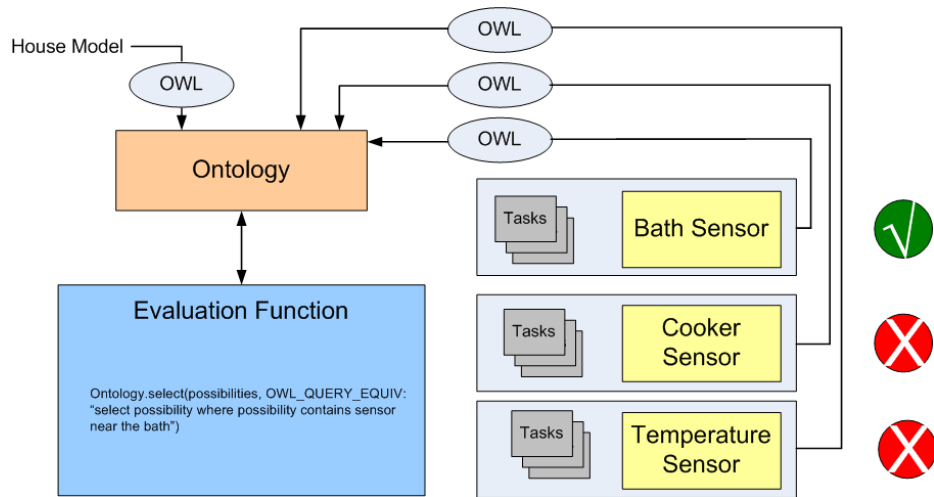 House Model
OWL
OWL
OWL
OWL
Ontology
Tasks
Bath Sensor
√
Evaluation Function
Ontology.select(possibilities, OWL_QUERY_EQUIV:
“select possibility where possibility contains sensor
near the bath”)
Tasks
Cooker
Sensor
X
Tasks
Temperature
Sensor
X